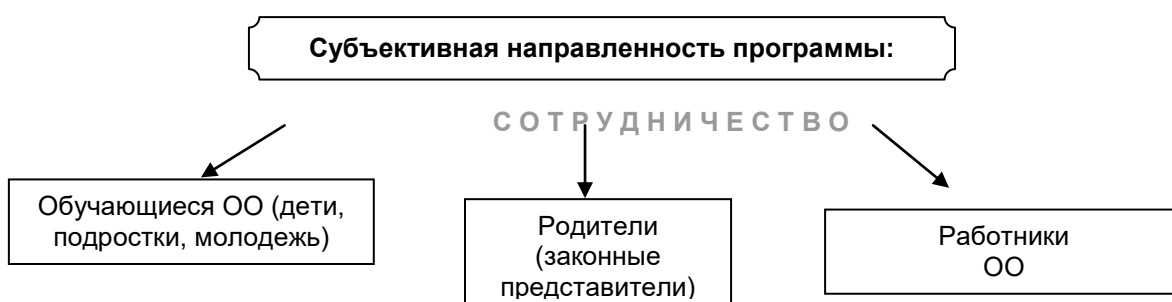 Субъективная направленность программы:
СОТРУДНИЧЕСТВО
Обучающиеся ОО (дети,
подростки, молодежь)
Родители
(законные
представители)
Работники
ОО